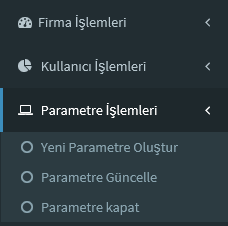 Firma İşlemleri
Kullanıcı İşlemleri
Parametre İşlemleri
Yeni Parametre Oluştur
Parametre Güncelle
Parametre kapat